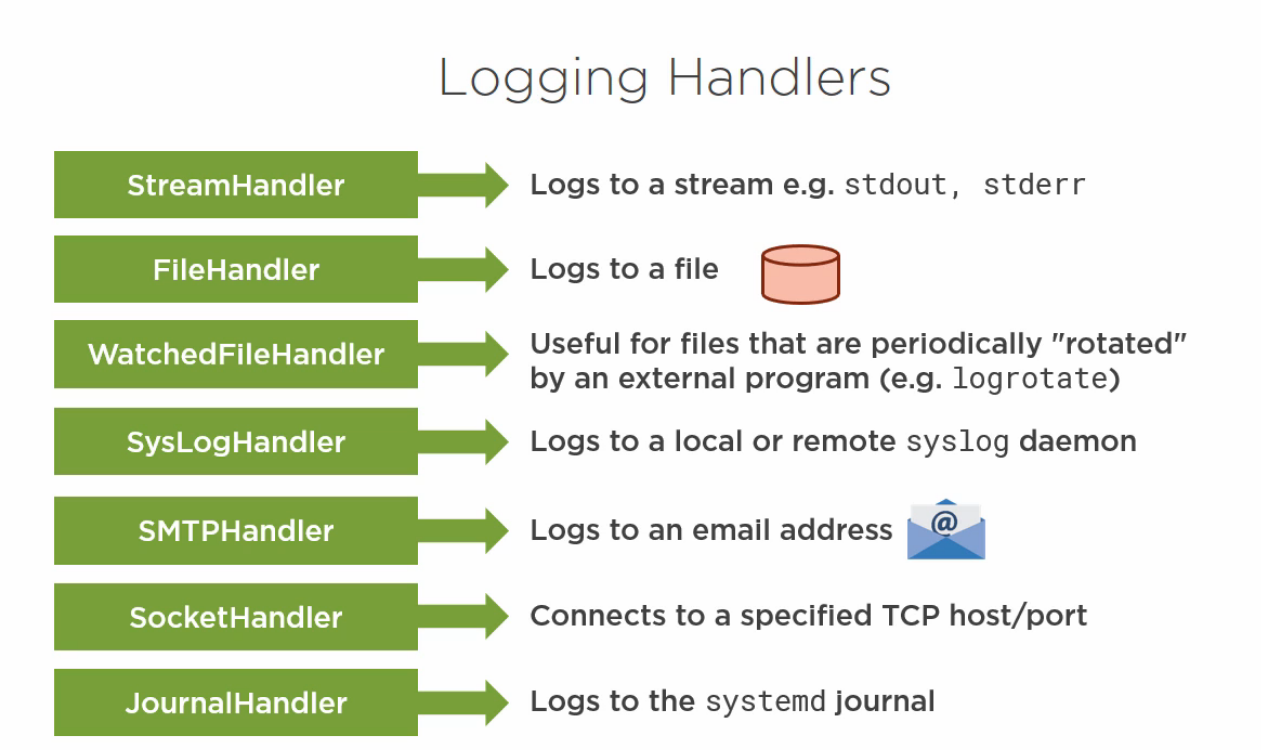 Logging Handlers
StreamHandler
Logs to a stream e.g. stdout, stderr
FileHandler
Logs to a file
WatchedFileHandler
Useful for files that are periodically "rotated"
by an external program (e.g. logrotate)
SysLogHandler
Logs to a local or remote syslog daemon
SMTPHandler
Logs to an email address
@
SocketHandler
Connects to a specified TCP host/port
JournalHandler
Logs to the systemd journal